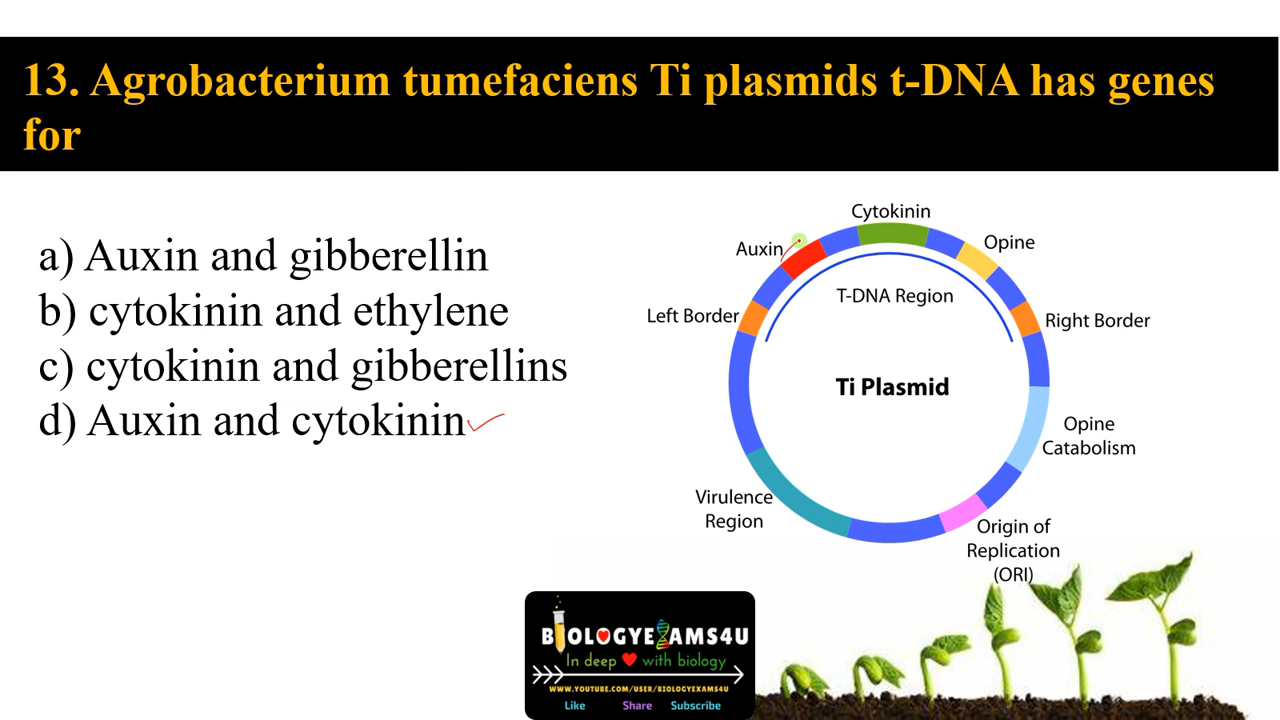 13. Agrobacterium tumefaciens Ti plasmids t-DNA has genes
for
a) Auxin and gibberellin
b) cytokinin and ethylene
c) cytokinin and gibberellins
d) Auxin and cytokinin
Cytokinin
Auxin
Opine
T-DNA Region
Left Border
Right Border
Ti Plasmid
Opine
Catabolism
Virulence
Region
Origin of
Replication
(ORI)
BIOLOGYEXAMS4U
In deep ❤ with biology
WWW.YOUTUBE.COM/USER/BIOLOGYEXAMS4U
Like Share Subscribe